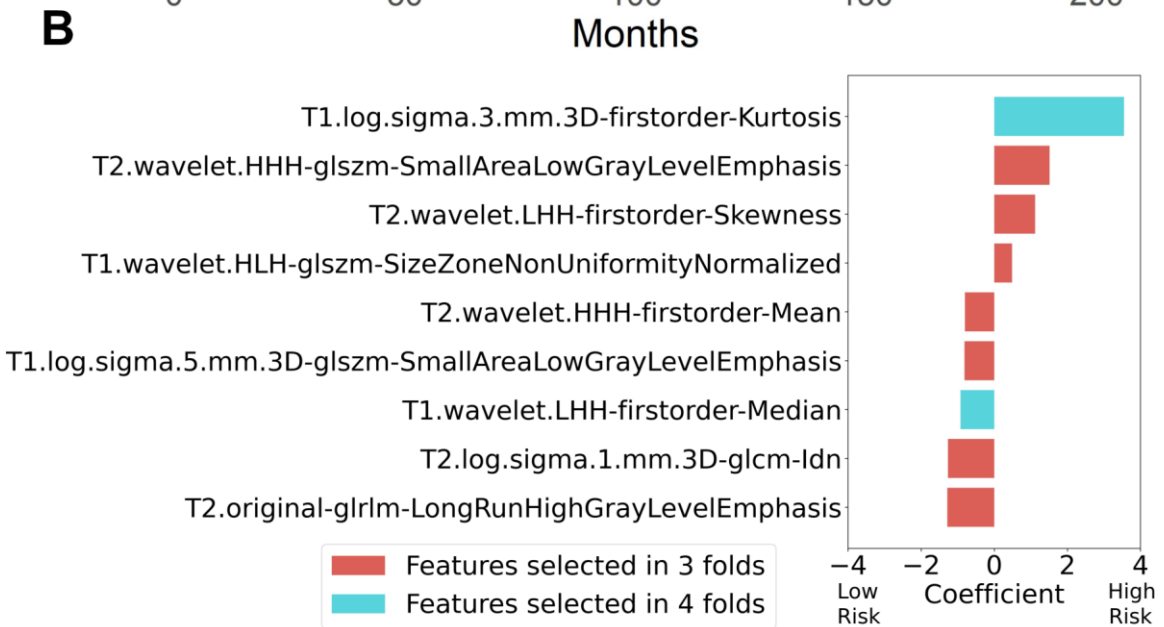 B
Months
T1.log.sigma.3.mm.3D-firstorder-Kurtosis
T2.wavelet.HHH-glszm-SmallAreaLowGrayLevelEmphasis
T2.wavelet.LHH-firstorder-Skewness
T1.wavelet.HLH-glszm-SizeZoneNonUniformityNormalized
T2.wavelet.HHH-firstorder-Mean
T1.log.sigma.5.mm.3D-glszm-SmallAreaLowGrayLevelEmphasis
T1.wavelet.LHH-firstorder-Median
T2.log.sigma.1.mm.3D-glcm-Idn
T2.original-glrlm-LongRunHighGrayLevelEmphasis
Features selected in 3 folds
Features selected in 4 folds
−4 −2 0 2 4
Low Risk
Coefficient
High Risk